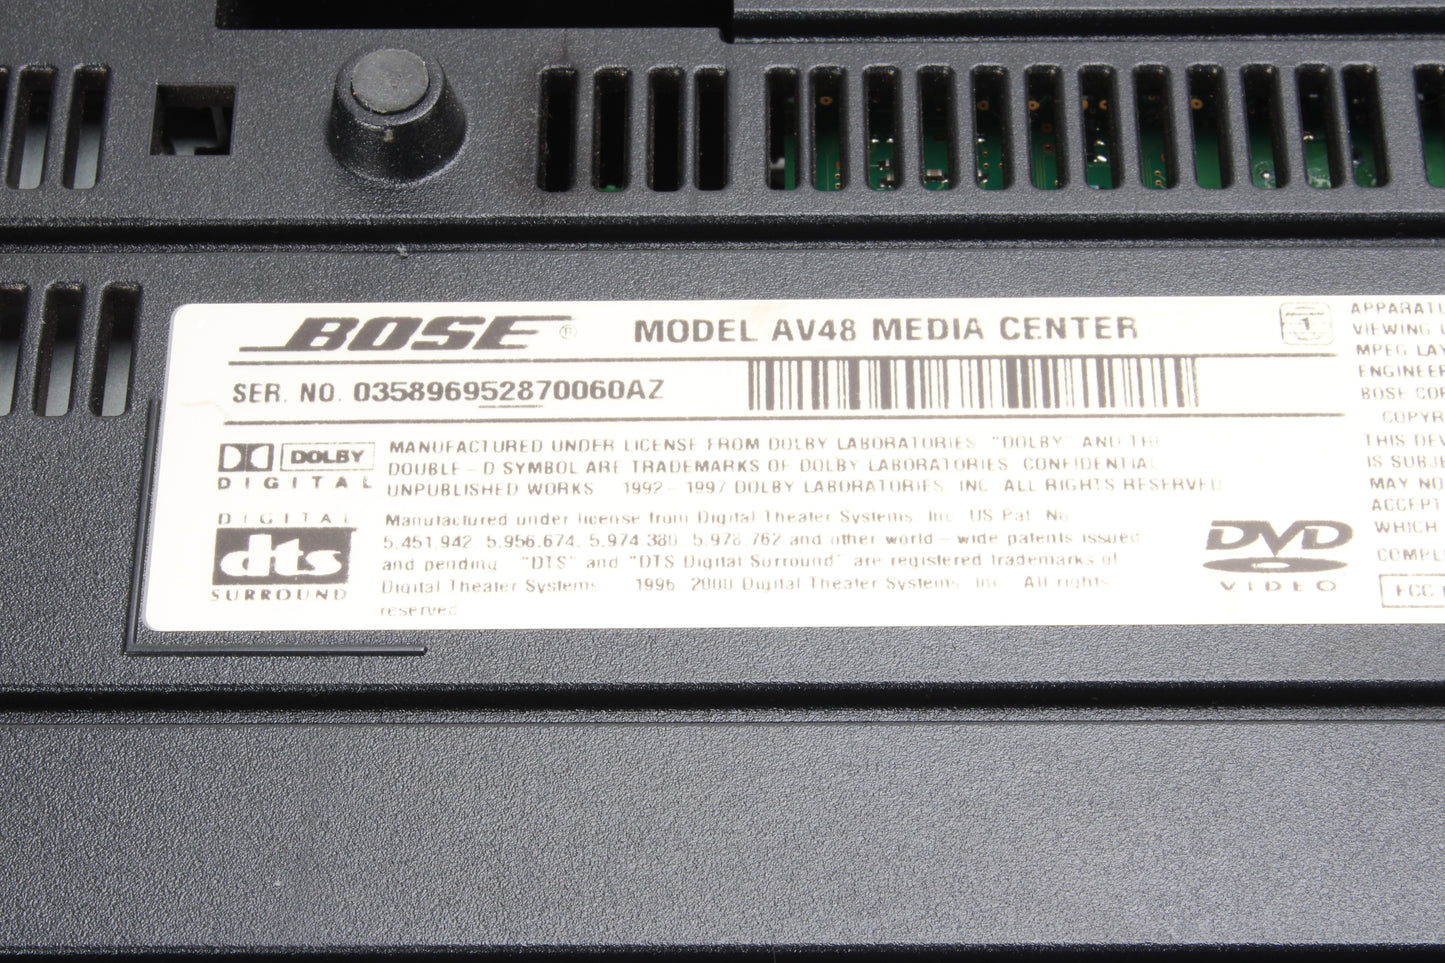 BOSE ® MODEL AV48 MEDIA CENTER 1
SER. NO. 035896952870060AZ
DOLBY
DIGITAL
MANUFACTURED UNDER LICENSE FROM DOLBY LABORATORIES. "DOLBY" AND THE
DOUBLE-D SYMBOL ARE TRADEMARKS OF DOLBY LABORATORIES. CONFIDENTIAL
UNPUBLISHED WORKS 1992-1997 DOLBY LABORATORIES, INC. ALL RIGHTS RESERVED
DIGITAL
dts
SURROUND
Manufactured under license from Digital Theater Systems, Inc. US Pat. No.
5,451,942, 5,956,674, 5,974,380, 5,978,762 and other world-wide patents issued
and pending. "DTS" and "DTS Digital Surround" are registered trademarks of
Digital Theater Systems 1996, 2000 Digital Theater Systems, Inc. All rights
reserved
DVD
VIDEO
VIEWING
MPEG LAY
ENGINEER
BOSE COR
COPYR
THIS DEV
IS SUBJE
MAY NO
ACCEPT
WHICH
COMPL
FCC